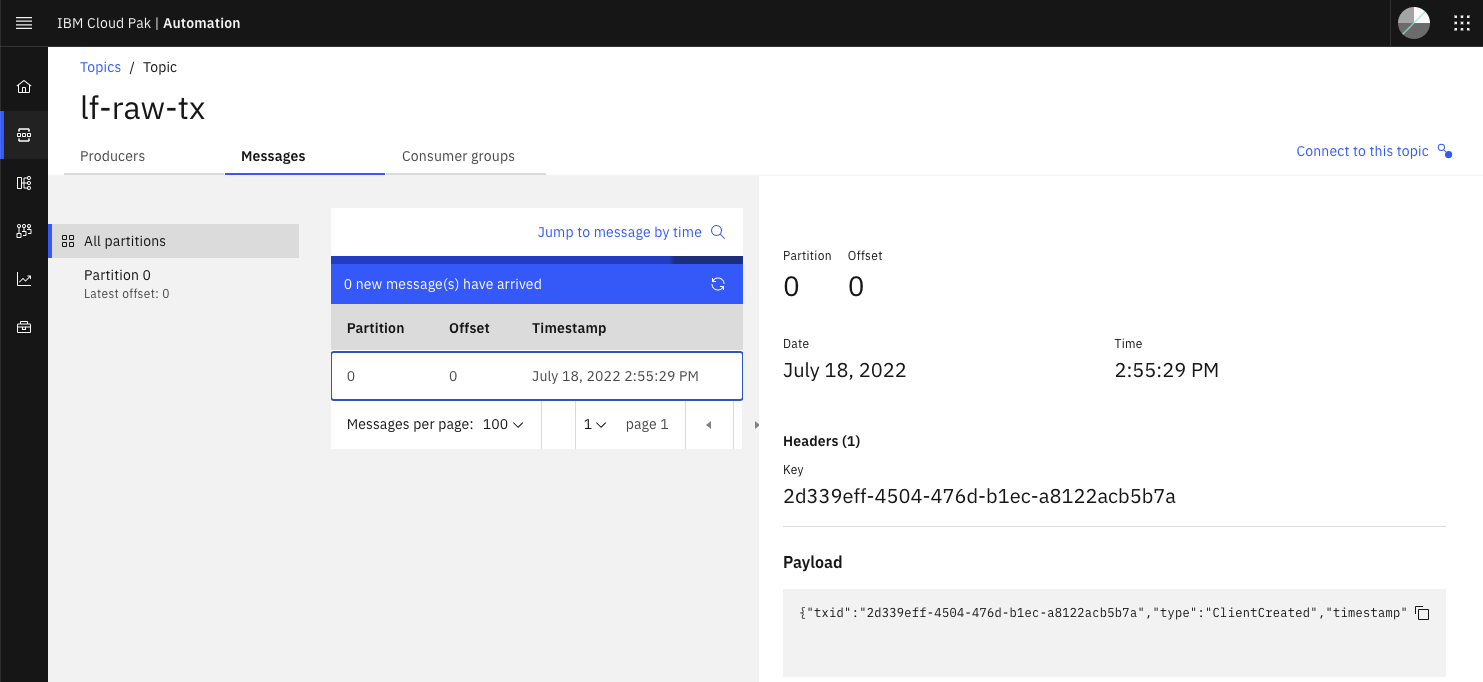 IBM Cloud Pak | Automation
Topics / Topic
lf-raw-tx
Producers
Messages
Consumer groups
Connect to this topic
All partitions
Partition 0
Latest offset: 0
Jump to message by time
0 new message(s) have arrived
Partition Offset Timestamp
0 0 July 18, 2022 2:55:29 PM
Messages per page: 100 1 page 1
Partition Offset
0 0
Date Time
July 18, 2022 2:55:29 PM
Headers (1)
Key
2d339eff-4504-476d-b1ec-a8122acb5b7a
Payload
{"txid":"2d339eff-4504-476d-b1ec-a8122acb5b7a","type":"ClientCreated","timestamp"